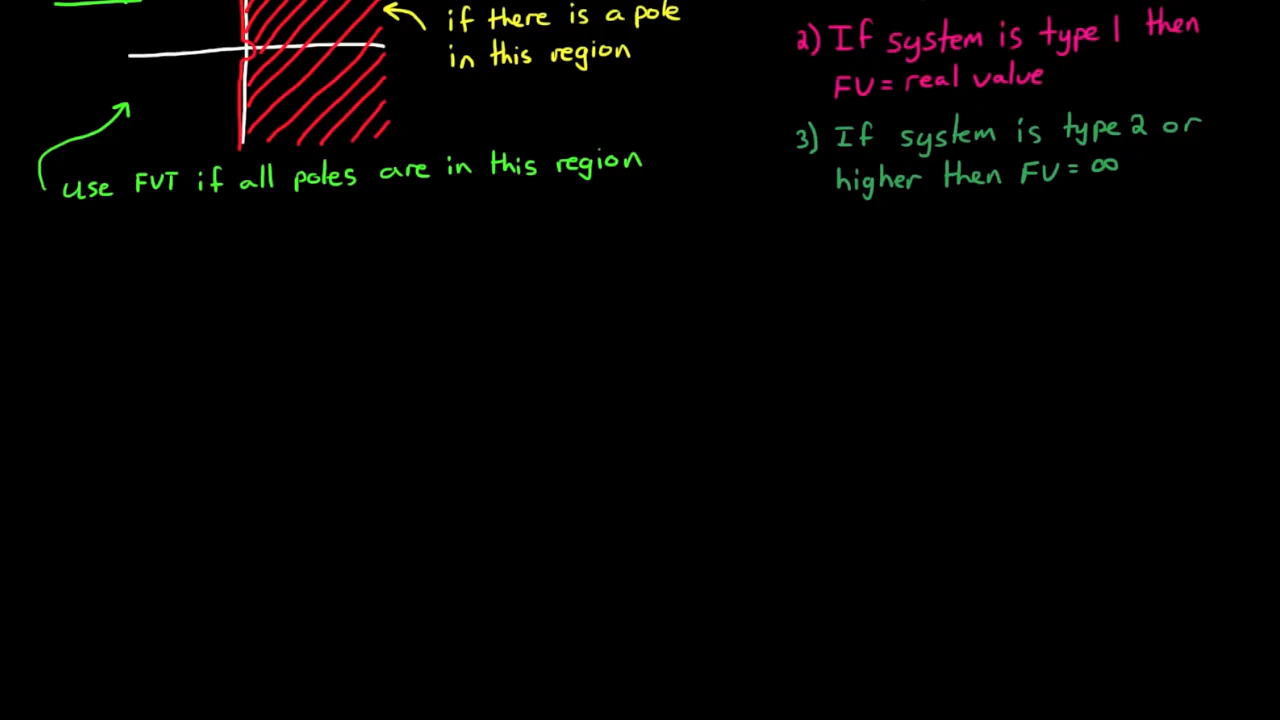 if there is a pole
in this region
use FVT if all poles are in this region
2) If system is type 1 then
FV = real value
3) If system is type 2 or
higher then FV = ∞